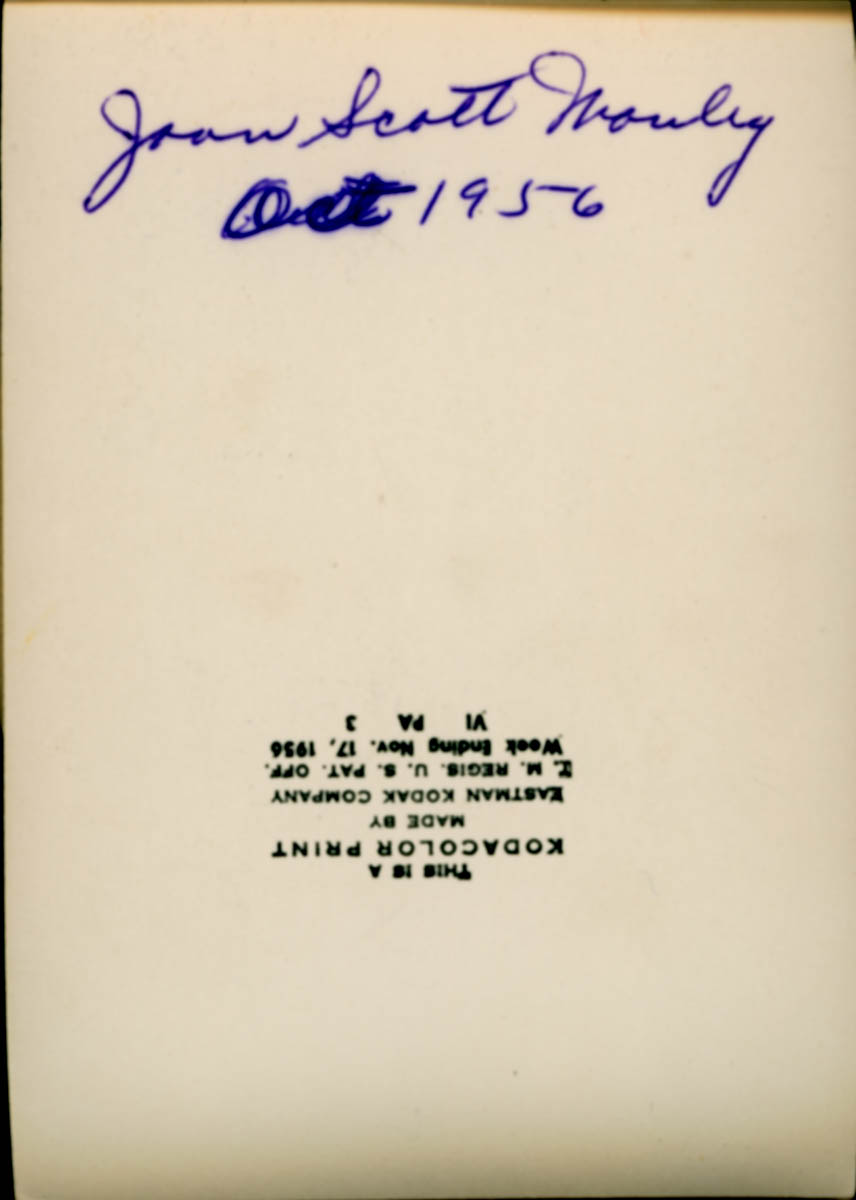 Joan Scott Manley
Oct 1956
THIS IS A
KODACOLOR PRINT
MADE BY
EASTMAN KODAK COMPANY
T. M. REGIS. U. S. PAT. OFF.
Week Ending Nov. 17, 1956
VI PA 3